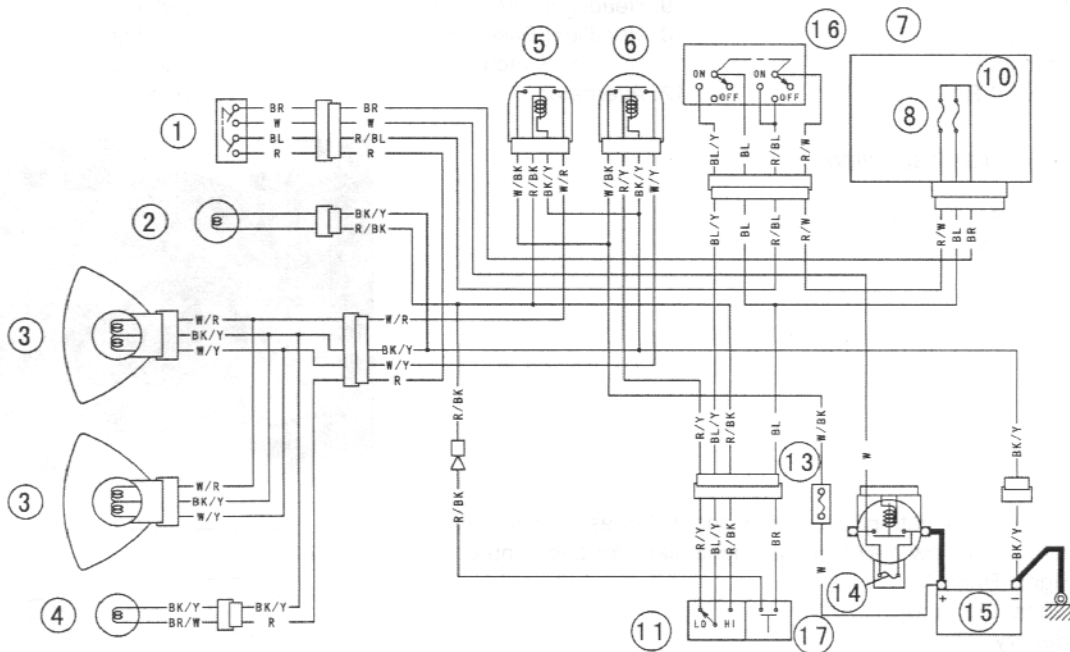 9 Head
5
6
16
7
10
8
ON
ON
OFF
OFF
1
BR
BR
W
W
BL
R/BL
R
R
W/BK
R/BK
BK/Y
W/R
W/BK
R/Y
BK/Y
W/Y
BL/Y
BL
R/BL
R/W
2
BK/Y
R/BK
BL/Y
BL
R/BL
R/W
R/W
BL
BR
3
W/R
W/R
BK/Y
BK/Y
W/Y
W/Y
R
R/BK
R/Y
BL/Y
R/BK
BL
13
W/BK
W
BK/Y
3
W/R
BK/Y
W/Y
R/BK
R/Y
BL/Y
R/BK
BR
W
BK/Y
14
15
+
−
4
BK/Y
BK/Y
BR/W
R
11
LO
HI
17